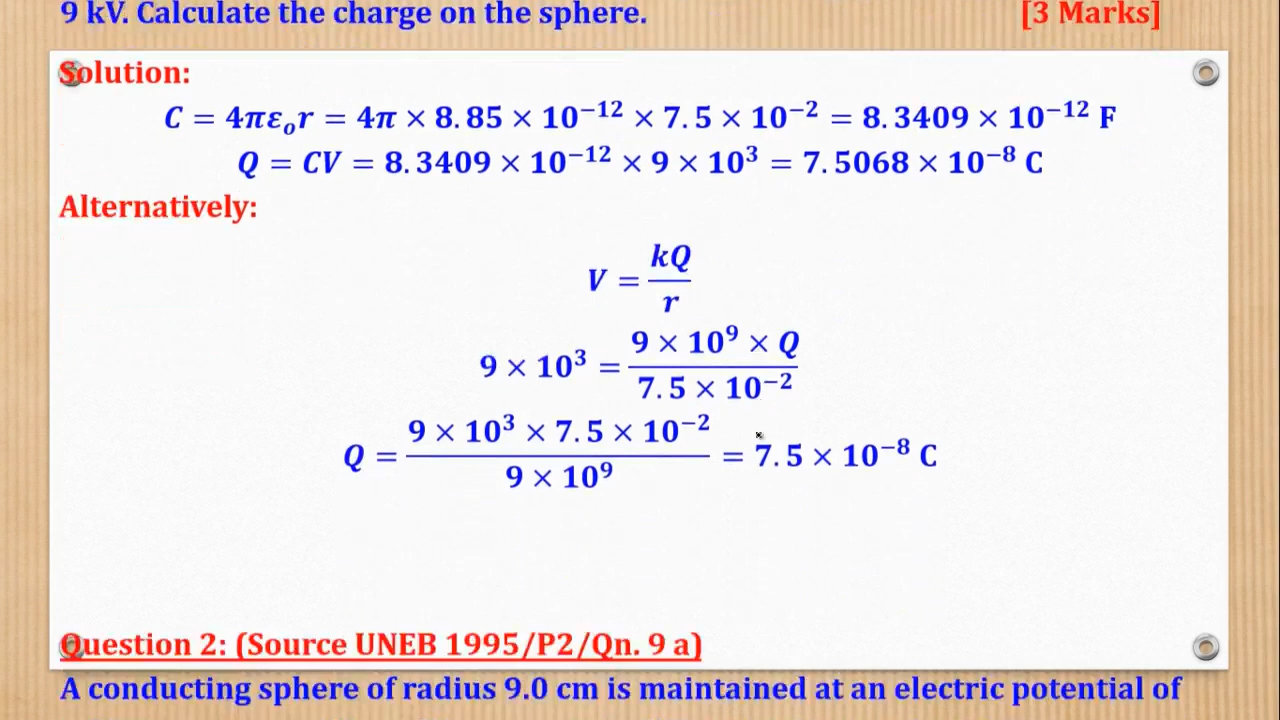 9 kV. Calculate the charge on the sphere. [3 Marks]
Solution:
C = 4πε₀r = 4π × 8.85 × 10⁻¹² × 7.5 × 10⁻² = 8.3409 × 10⁻¹² F
Q = CV = 8.3409 × 10⁻¹² × 9 × 10³ = 7.5068 × 10⁻⁸ C
Alternatively:
V = kQ/r
9 × 10³ = (9 × 10⁹ × Q)/(7.5 × 10⁻²)
Q = (9 × 10³ × 7.5 × 10⁻²)/(9 × 10⁹) = 7.5 × 10⁻⁸ C
Question 2: (Source UNEB 1995/P2/Qn. 9 a)
A conducting sphere of radius 9.0 cm is maintained at an electric potential of